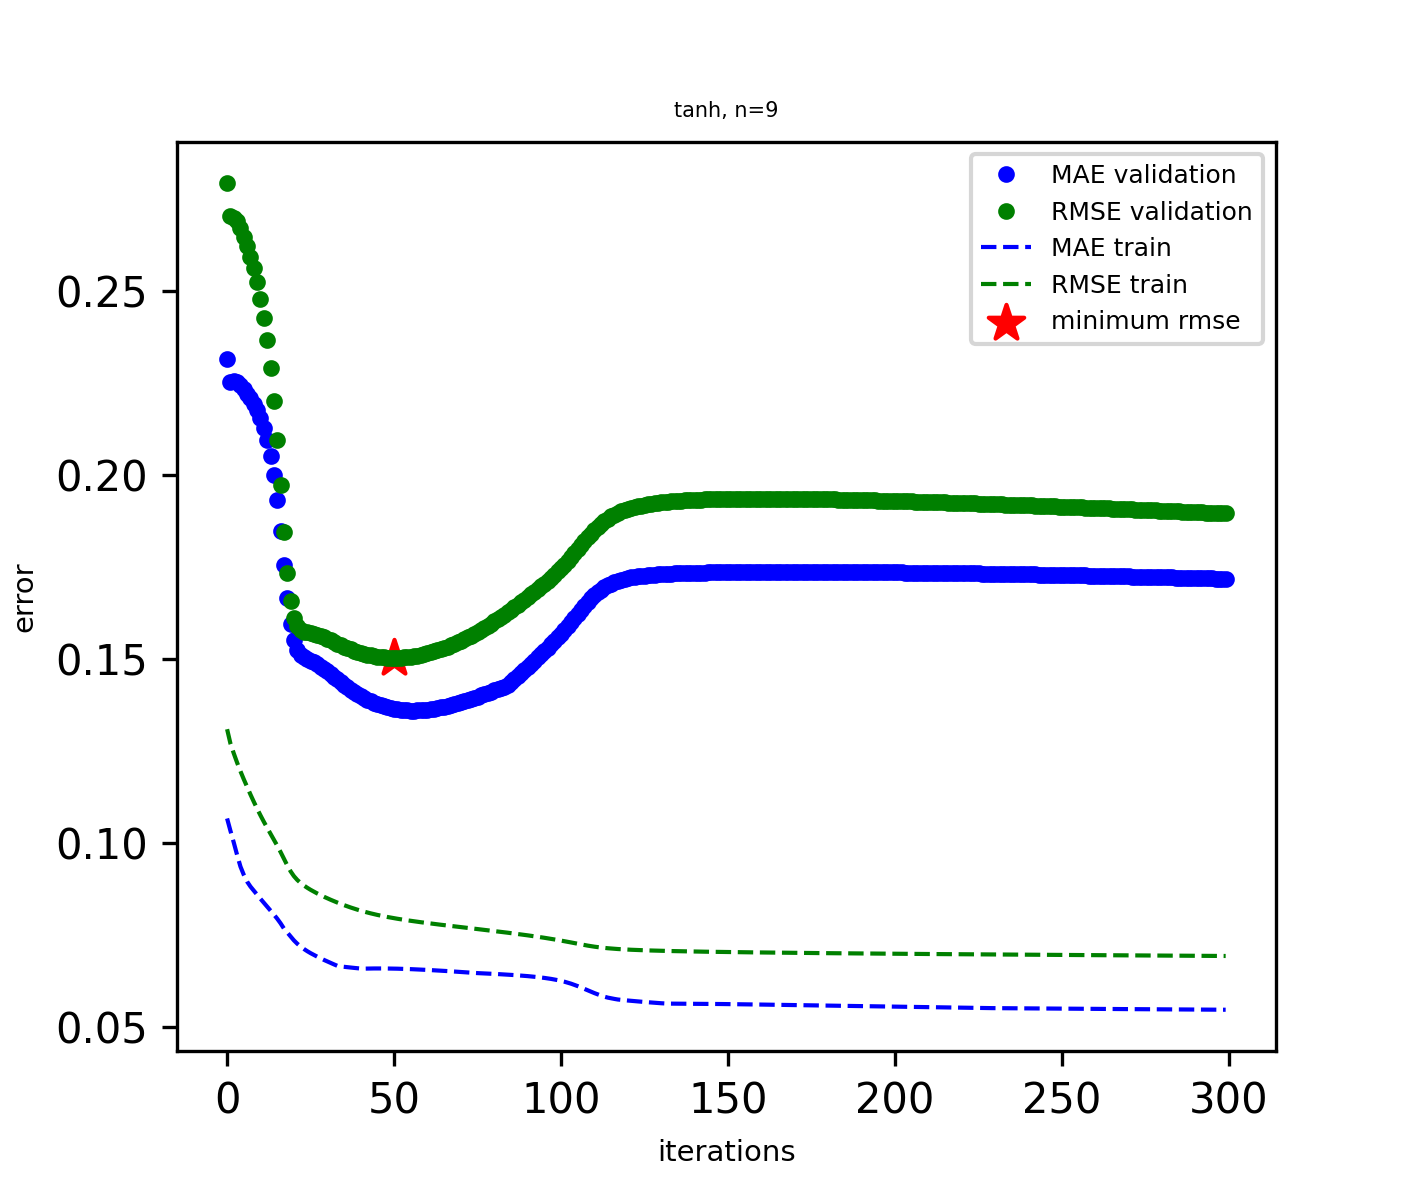 tanh, n=9
MAE validation
RMSE validation
MAE train
RMSE train
minimum rmse
error
0.25
0.20
0.15
0.10
0.05
0 50 100 150 200 250 300
iterations